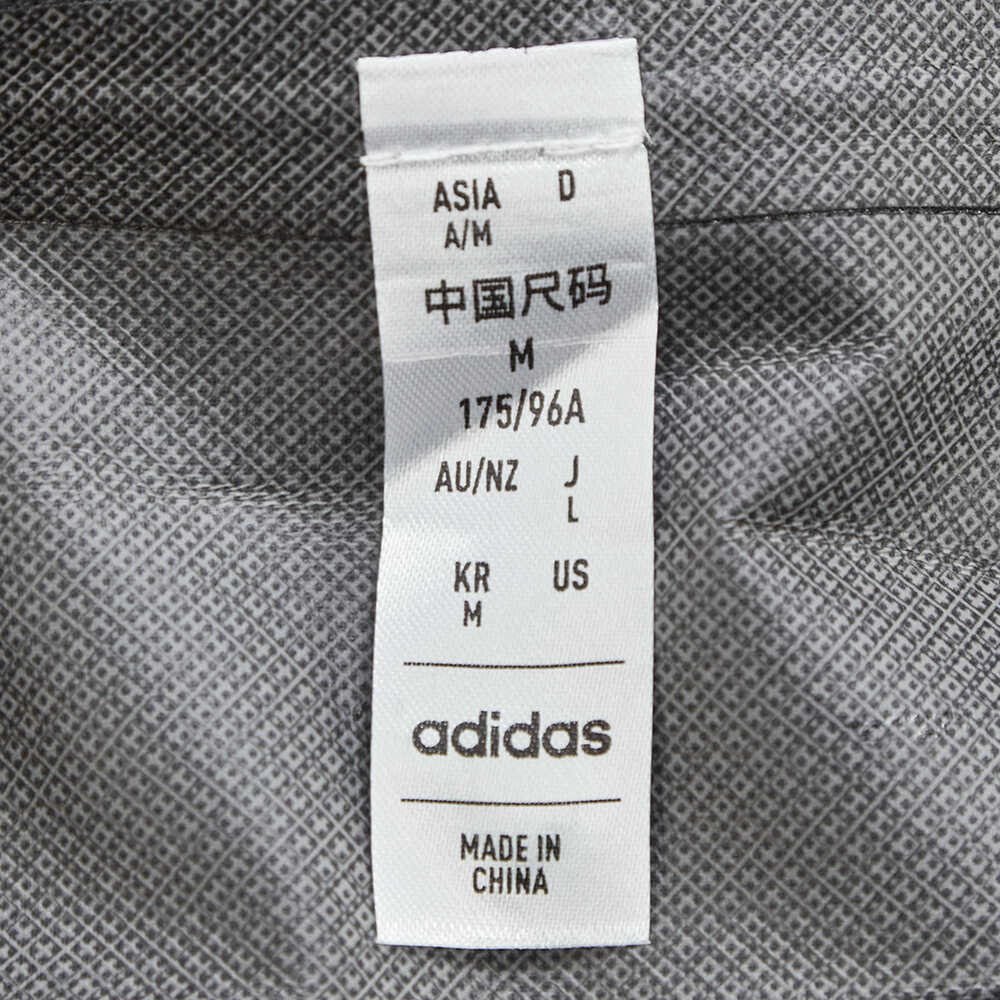 ASIA D
A/M
中国尺码
M
175/96A
AU/NZ J
L
KR US
M
adidas
MADE IN
CHINA